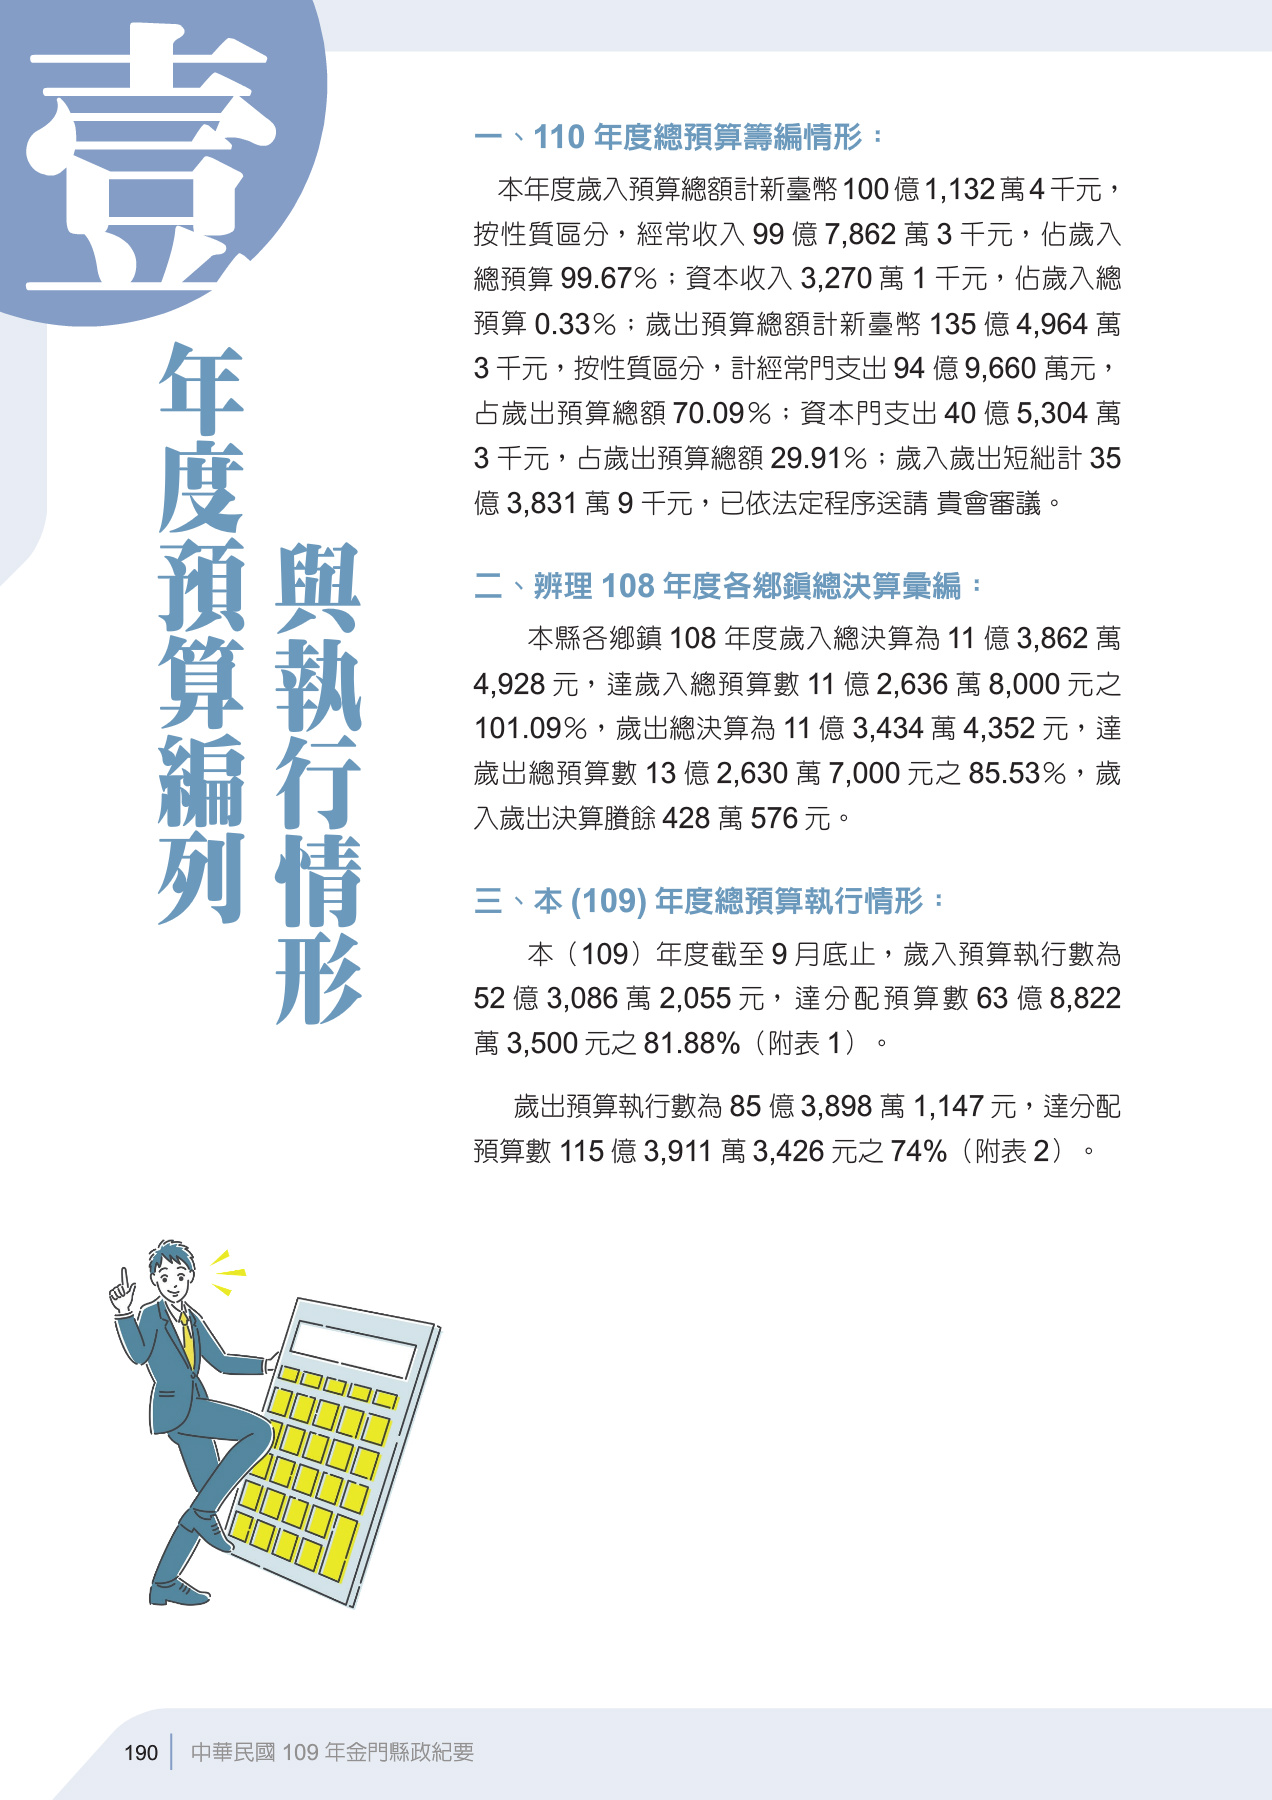 壹
年度預算編列
與執行情形
一、110 年度總預算籌編情形：
本年度歲入預算總額計新臺幣 100 億 1,132 萬 4 千元，
按性質區分，經常收入 99 億 7,862 萬 3 千元，佔歲入
總預算 99.67％；資本收入 3,270 萬 1 千元，佔歲入總
預算 0.33％；歲出預算總額計新臺幣 135 億 4,964 萬
3 千元，按性質區分，計經常門支出 94 億 9,660 萬元，
占歲出預算總額 70.09％；資本門支出 40 億 5,304 萬
3 千元，占歲出預算總額 29.91％；歲入歲出短絀計 35
億 3,831 萬 9 千元，已依法定程序送請 貴會審議。
二、辨理 108 年度各鄉鎮總決算彙編：
本縣各鄉鎮 108 年度歲入總決算為 11 億 3,862 萬
4,928 元，達歲入總預算數 11 億 2,636 萬 8,000 元之
101.09％，歲出總決算為 11 億 3,434 萬 4,352 元，達
歲出總預算數 13 億 2,630 萬 7,000 元之 85.53％，歲
入歲出決算賸餘 428 萬 576 元。
三、本 (109) 年度總預算執行情形：
本（109）年度截至 9 月底止，歲入預算執行數為
52 億 3,086 萬 2,055 元，達分配預算數 63 億 8,822
萬 3,500 元之 81.88%（附表 1）。
歲出預算執行數為 85 億 3,898 萬 1,147 元，達分配
預算數 115 億 3,911 萬 3,426 元之 74%（附表 2）。
190 中華民國 109 年金門縣政紀要